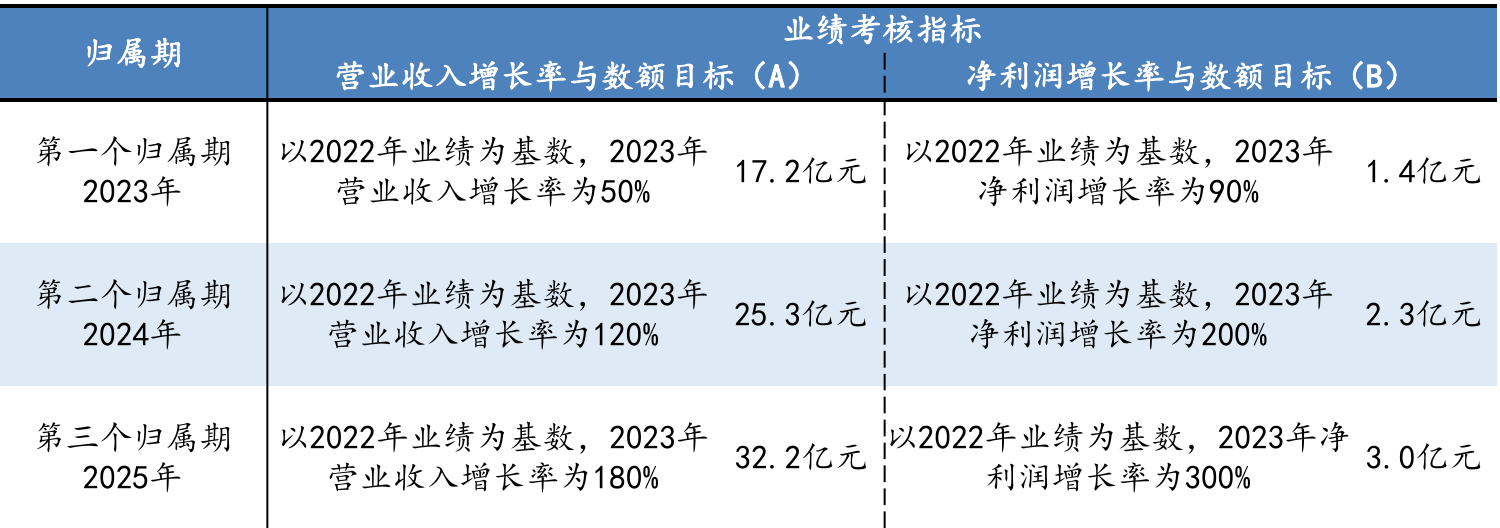 归属期
业绩考核指标
营业收入增长率与数额目标（A）
净利润增长率与数额目标（B）
第一个归属期
2023年
以2022年业绩为基数，2023年
营业收入增长率为50%
17.2亿元
以2022年业绩为基数，2023年
净利润增长率为90%
1.4亿元
第二个归属期
2024年
以2022年业绩为基数，2023年
营业收入增长率为120%
25.3亿元
以2022年业绩为基数，2023年
净利润增长率为200%
2.3亿元
第三个归属期
2025年
以2022年业绩为基数，2023年
营业收入增长率为180%
32.2亿元
以2022年业绩为基数，2023年净
利润增长率为300%
3.0亿元